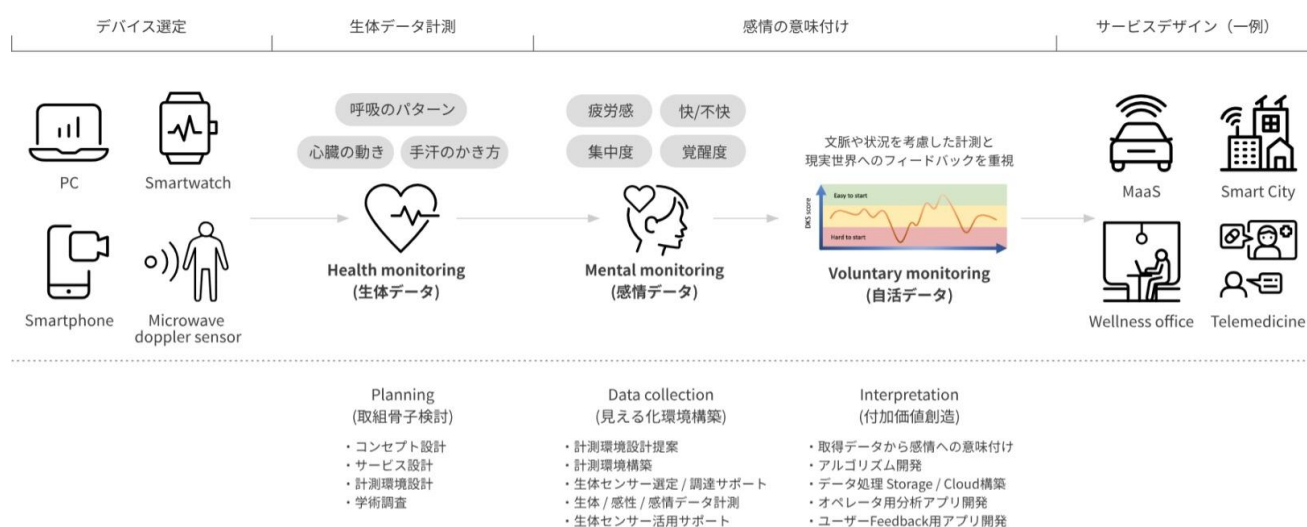 デバイス選定
生体データ計測
感情の意味付け
サービスデザイン（一例）
PC
Smartwatch
Smartphone
Microwave
doppler sensor
呼吸のパターン
心臓の動き
手汗のかき方
Health monitoring
(生体データ)
疲労感
快/不快
集中度
覚醒度
Mental monitoring
(感情データ)
文脈や状況を考慮した計測と
現実世界へのフィードバックを重視
DKS score
Easy to start
Hard to start
Voluntary monitoring
(自活データ)
MaaS
Smart City
Wellness office
Telemedicine
Planning
(取組骨子検討)
・コンセプト設計
・サービス設計
・計測環境設計
・学術調査
Data collection
(見える化環境構築)
・計測環境設計提案
・計測環境構築
・生体センサー選定 / 調達サポート
・生体 / 感性 / 感情データ計測
・生体センサー活用サポート
Interpretation
(付加価値創造)
・取得データから感情への意味付け
・アルゴリズム開発
・データ処理 Storage / Cloud構築
・オペレータ用分析アプリ開発
・ユーザーFeedback用アプリ開発